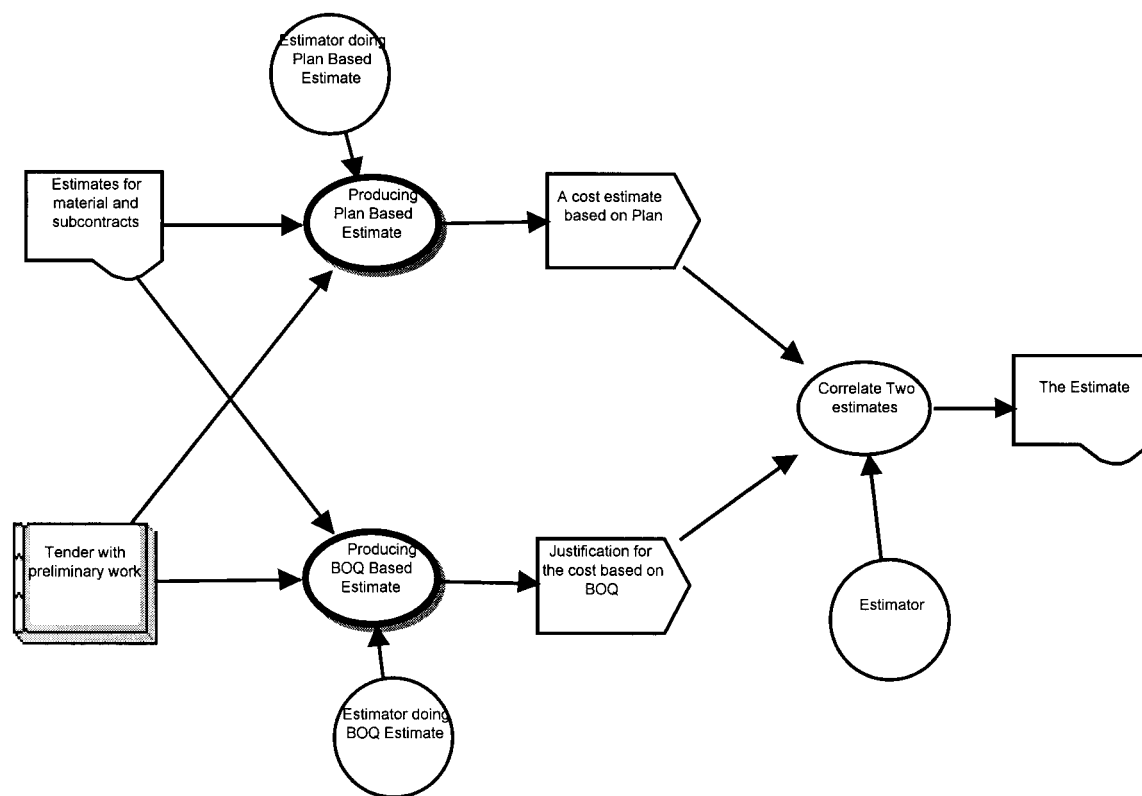 Estimator doing
Plan Based
Estimate
Estimates for
material and
subcontracts
Producing
Plan Based
Estimate
A cost estimate
based on Plan
Correlate Two
estimates
The Estimate
Tender with
preliminary work
Producing
BOQ Based
Estimate
Justification for
the cost based on
BOQ
Estimator
Estimator doing
BOQ Estimate